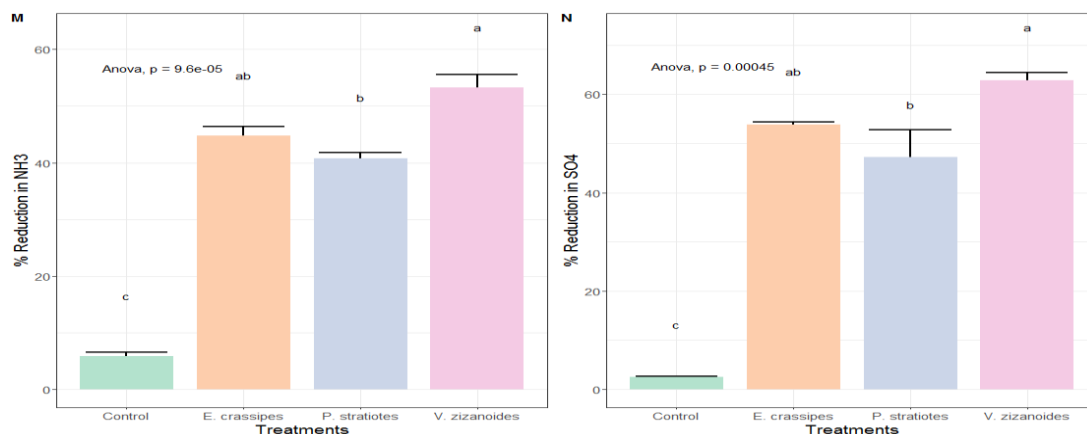 M
% Reduction in NH3
60
40
20
0
Anova, p = 9.6e-05
c
ab
b
a
Control E. crassipes P. stratiotes V. zizanoides
Treatments
N
% Reduction in SO4
60
40
20
0
Anova, p = 0.00045
c
ab
b
a
Control E. crassipes P. stratiotes V. zizanoides
Treatments